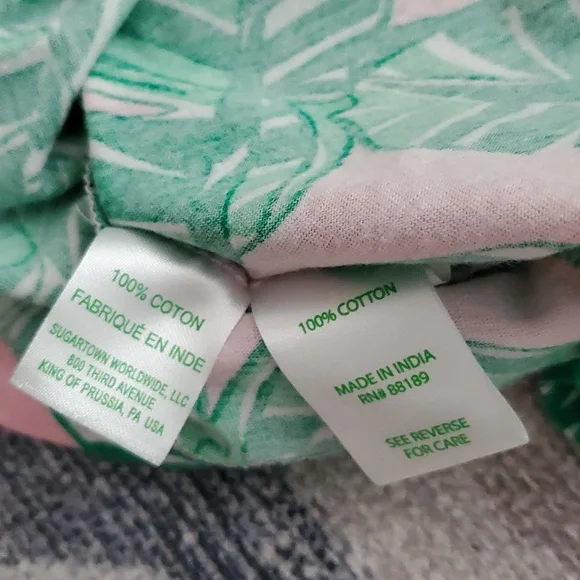 100% COTON
FABRIQUÉ EN INDE
SUGARTOWN WORLDWIDE, LLC
800 THIRD AVENUE
KING OF PRUSSIA, PA USA
100% COTTON
MADE IN INDIA
RN# 88189
SEE REVERSE
FOR CARE